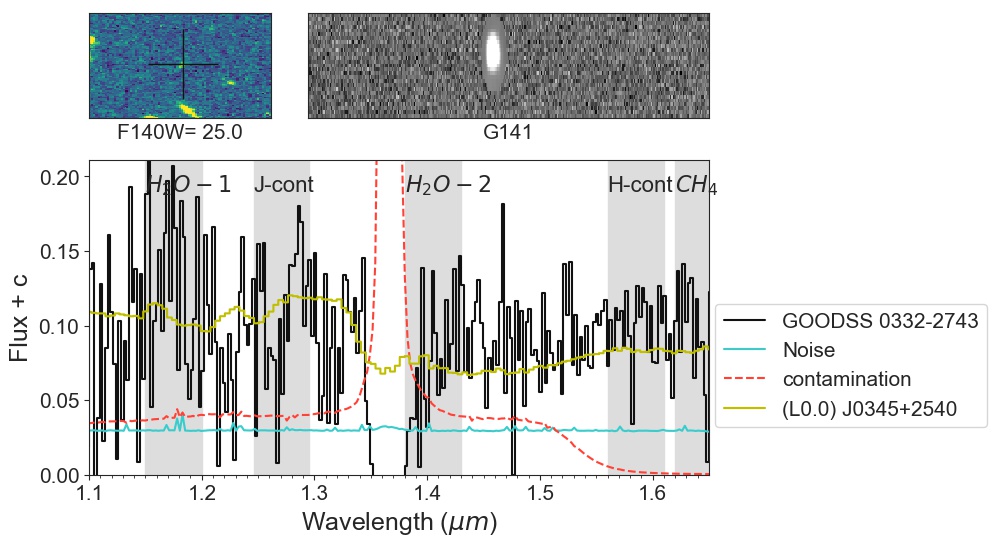 F140W= 25.0
G141
H₂O − 1
J-cont
H₂O − 2
H-cont
CH₄
0.20
0.15
0.10
0.05
0.00
Flux + c
1.1
1.2
1.3
1.4
1.5
1.6
Wavelength (μm)
GOODSS 0332-2743
Noise
contamination
(L0.0) J0345+2540